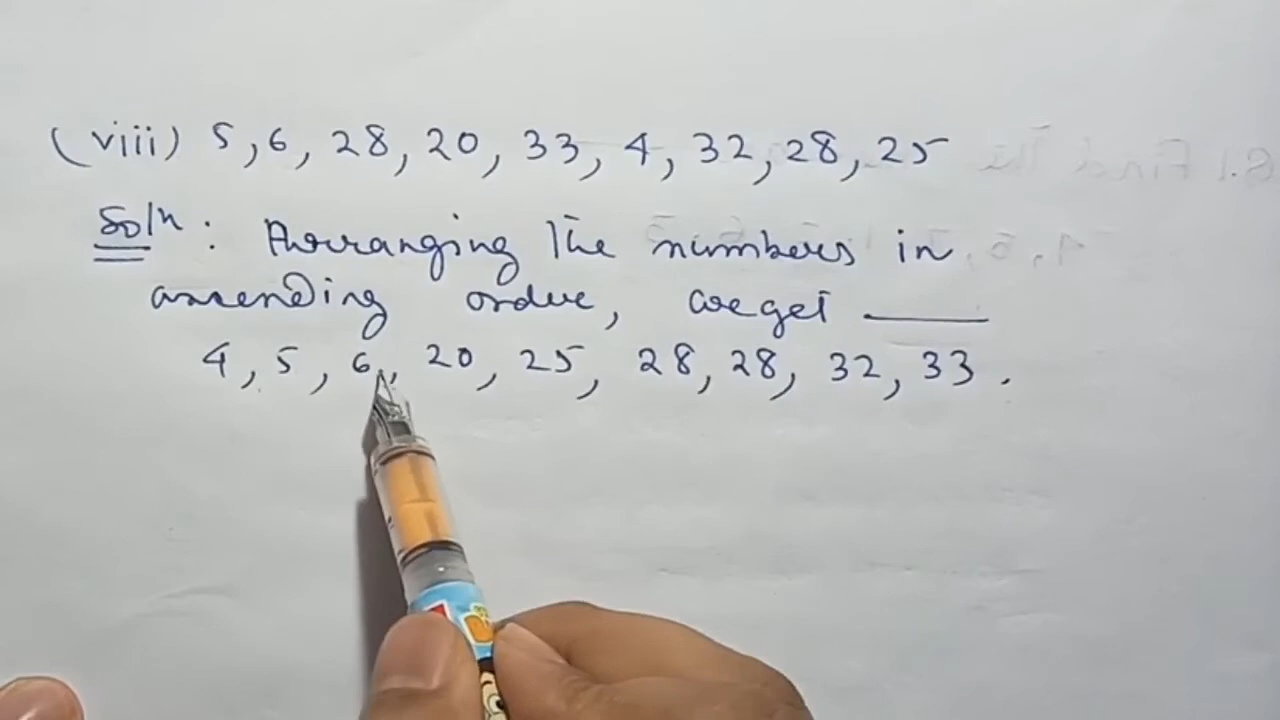 (viii) 5, 6, 28, 20, 33, 4, 32, 28, 25
Soln: Arranging the numbers in
ascending order, we get ____
4, 5, 6, 20, 25, 28, 28, 32, 33.